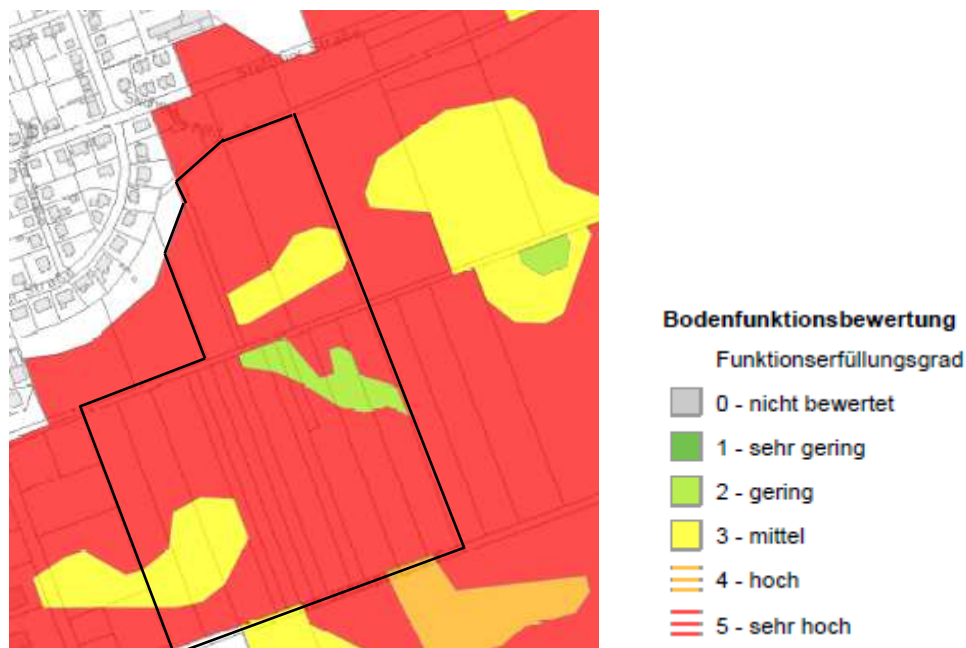 Bodenfunktionsbewertung
Funktionserfüllungsgrad
0 - nicht bewertet
1 - sehr gering
2 - gering
3 - mittel
4 - hoch
5 - sehr hoch